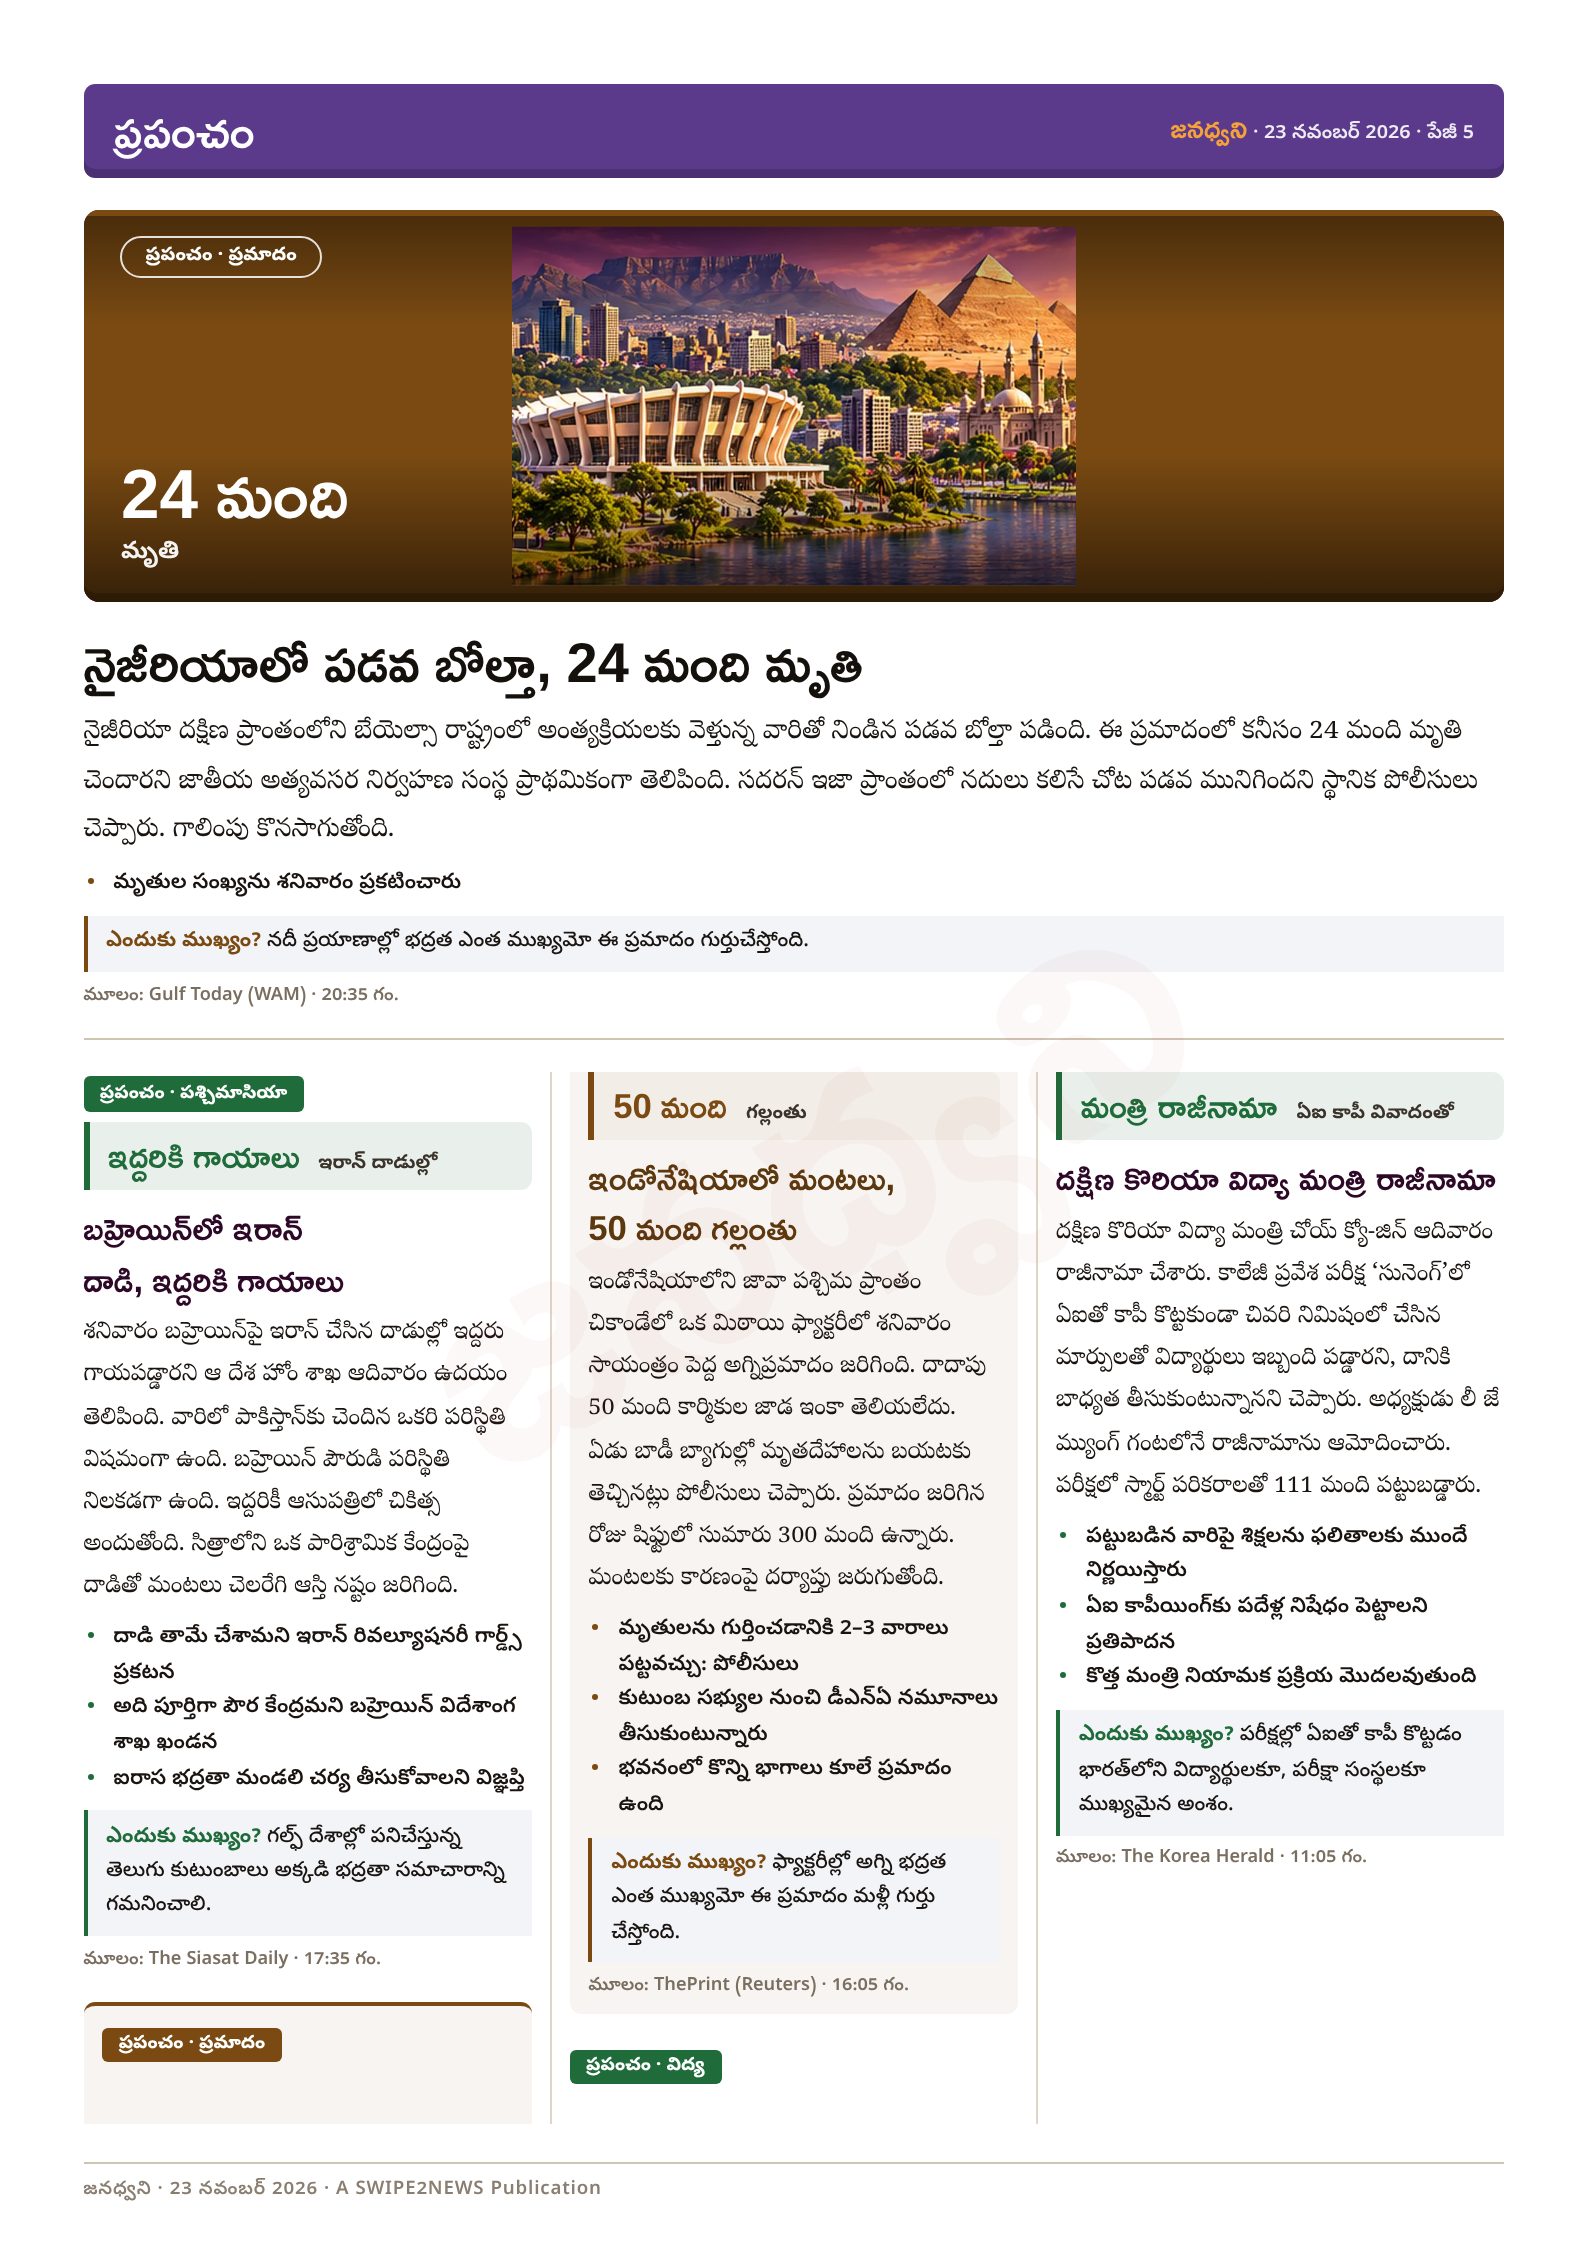 ప్రపంచం
జనధ్వని · 23 నవంబర్ 2026 · పేజీ 5
ప్రపంచం · ప్రమాదం
24 మంది
మృతి
నైజీరియాలో పడవ బోల్తా, 24 మంది మృతి
నైజీరియా దక్షిణ ప్రాంతంలోని బేయెల్సా రాష్ట్రంలో అంత్యక్రియలకు వెళ్తున్న వారితో నిండిన పడవ బోల్తా పడింది. ఈ ప్రమాదంలో కనీసం 24 మంది మృతి
చెందారని జాతీయ అత్యవసర నిర్వహణ సంస్థ ప్రాథమికంగా తెలిపింది. సదరన్ ఇజా ప్రాంతంలో నదులు కలిసే చోట పడవ మునిగిందని స్థానిక పోలీసులు
చెప్పారు. గాలింపు కొనసాగుతోంది.
• మృతుల సంఖ్యను శనివారం ప్రకటించారు
ఎందుకు ముఖ్యం? నదీ ప్రయాణాల్లో భద్రత ఎంత ముఖ్యమో ఈ ప్రమాదం గుర్తుచేస్తోంది.
మూలం: Gulf Today (WAM) · 20:35 గం.
ప్రపంచం · పశ్చిమాసియా
ఇద్దరికి గాయాలు ఇరాన్ దాడుల్లో
బహ్రెయిన్‌లో ఇరాన్
దాడి, ఇద్దరికి గాయాలు
శనివారం బహ్రెయిన్‌పై ఇరాన్ చేసిన దాడుల్లో ఇద్దరు
గాయపడ్డారని ఆ దేశ హోం శాఖ ఆదివారం ఉదయం
తెలిపింది. వారిలో పాకిస్తాన్‌కు చెందిన ఒకరి పరిస్థితి
విషమంగా ఉంది. బహ్రెయిన్ పౌరుడి పరిస్థితి
నిలకడగా ఉంది. ఇద్దరికీ ఆసుపత్రిలో చికిత్స
అందుతోంది. సిత్రాలోని ఒక పారిశ్రామిక కేంద్రంపై
దాడితో మంటలు చెలరేగి ఆస్తి నష్టం జరిగింది.
• దాడి తామే చేశామని ఇరాన్ రివల్యూషనరీ గార్డ్స్
ప్రకటన
• అది పూర్తిగా పౌర కేంద్రమని బహ్రెయిన్ విదేశాంగ
శాఖ ఖండన
• ఐరాస భద్రతా మండలి చర్య తీసుకోవాలని విజ్ఞప్తి
ఎందుకు ముఖ్యం? గల్ఫ్ దేశాల్లో పనిచేస్తున్న
తెలుగు కుటుంబాలు అక్కడి భద్రతా సమాచారాన్ని
గమనించాలి.
మూలం: The Siasat Daily · 17:35 గం.
ప్రపంచం · ప్రమాదం
50 మంది గల్లంతు
ఇండోనేషియాలో మంటలు,
50 మంది గల్లంతు
ఇండోనేషియాలోని జావా పశ్చిమ ప్రాంతం
చికాండేలో ఒక మిఠాయి ఫ్యాక్టరీలో శనివారం
సాయంత్రం పెద్ద అగ్నిప్రమాదం జరిగింది. దాదాపు
50 మంది కార్మికుల జాడ ఇంకా తెలియలేదు.
ఏడు బాడీ బ్యాగుల్లో మృతదేహాలను బయటకు
తెచ్చినట్లు పోలీసులు చెప్పారు. ప్రమాదం జరిగిన
రోజు షిఫ్టులో సుమారు 300 మంది ఉన్నారు.
మంటలకు కారణంపై దర్యాప్తు జరుగుతోంది.
• మృతులను గుర్తించడానికి 2–3 వారాలు
పట్టవచ్చు: పోలీసులు
• కుటుంబ సభ్యుల నుంచి డీఎన్ఏ నమూనాలు
తీసుకుంటున్నారు
• భవనంలో కొన్ని భాగాలు కూలే ప్రమాదం
ఉంది
ఎందుకు ముఖ్యం? ఫ్యాక్టరీల్లో అగ్ని భద్రత
ఎంత ముఖ్యమో ఈ ప్రమాదం మళ్లీ గుర్తు
చేస్తోంది.
మూలం: ThePrint (Reuters) · 16:05 గం.
ప్రపంచం · విద్య
మంత్రి రాజీనామా ఏఐ కాపీ వివాదంతో
దక్షిణ కొరియా విద్యా మంత్రి రాజీనామా
దక్షిణ కొరియా విద్యా మంత్రి చోయ్ క్యో-జిన్ ఆదివారం
రాజీనామా చేశారు. కాలేజీ ప్రవేశ పరీక్ష ‘సునెంగ్’లో
ఏఐతో కాపీ కొట్టకుండా చివరి నిమిషంలో చేసిన
మార్పులతో విద్యార్థులు ఇబ్బంది పడ్డారని, దానికి
బాధ్యత తీసుకుంటున్నానని చెప్పారు. అధ్యక్షుడు లీ జే
మ్యుంగ్ గంటలోనే రాజీనామాను ఆమోదించారు.
పరీక్షలో స్మార్ట్ పరికరాలతో 111 మంది పట్టుబడ్డారు.
• పట్టుబడిన వారిపై శిక్షలను ఫలితాలకు ముందే
నిర్ణయిస్తారు
• ఏఐ కాపీయింగ్‌కు పదేళ్ల నిషేధం పెట్టాలని
ప్రతిపాదన
• కొత్త మంత్రి నియామక ప్రక్రియ మొదలవుతుంది
ఎందుకు ముఖ్యం? పరీక్షల్లో ఏఐతో కాపీ కొట్టడం
భారత్‌లోని విద్యార్థులకూ, పరీక్షా సంస్థలకూ
ముఖ్యమైన అంశం.
మూలం: The Korea Herald · 11:05 గం.
జనధ్వని
జనధ్వని · 23 నవంబర్ 2026 · A SWIPE2NEWS Publication